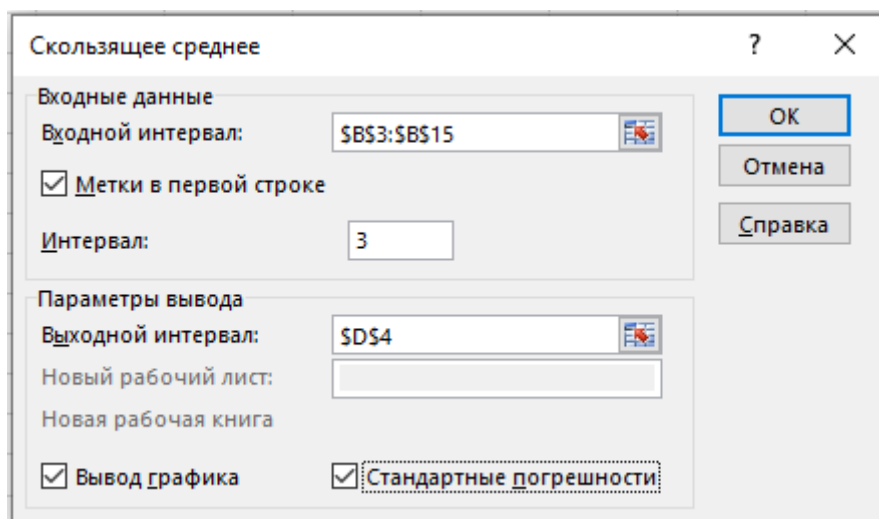 Скользящее среднее ? ×
Входные данные
Входной интервал: $B$3:$B$15
Метки в первой строке
Интервал: 3
ОК
Отмена
Справка
Параметры вывода
Выходной интервал: $D$4
Новый рабочий лист:
Новая рабочая книга
Вывод графика Стандартные погрешности